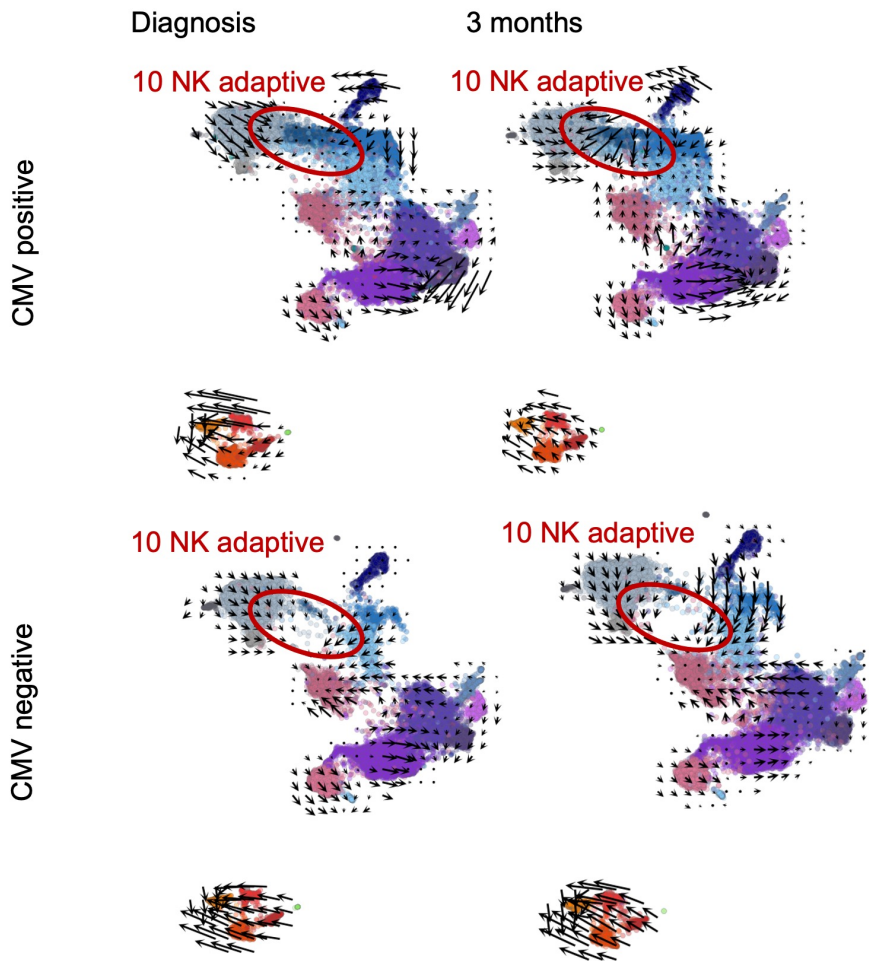 Diagnosis
3 months
10 NK adaptive
10 NK adaptive
CMV positive
10 NK adaptive
10 NK adaptive
CMV negative